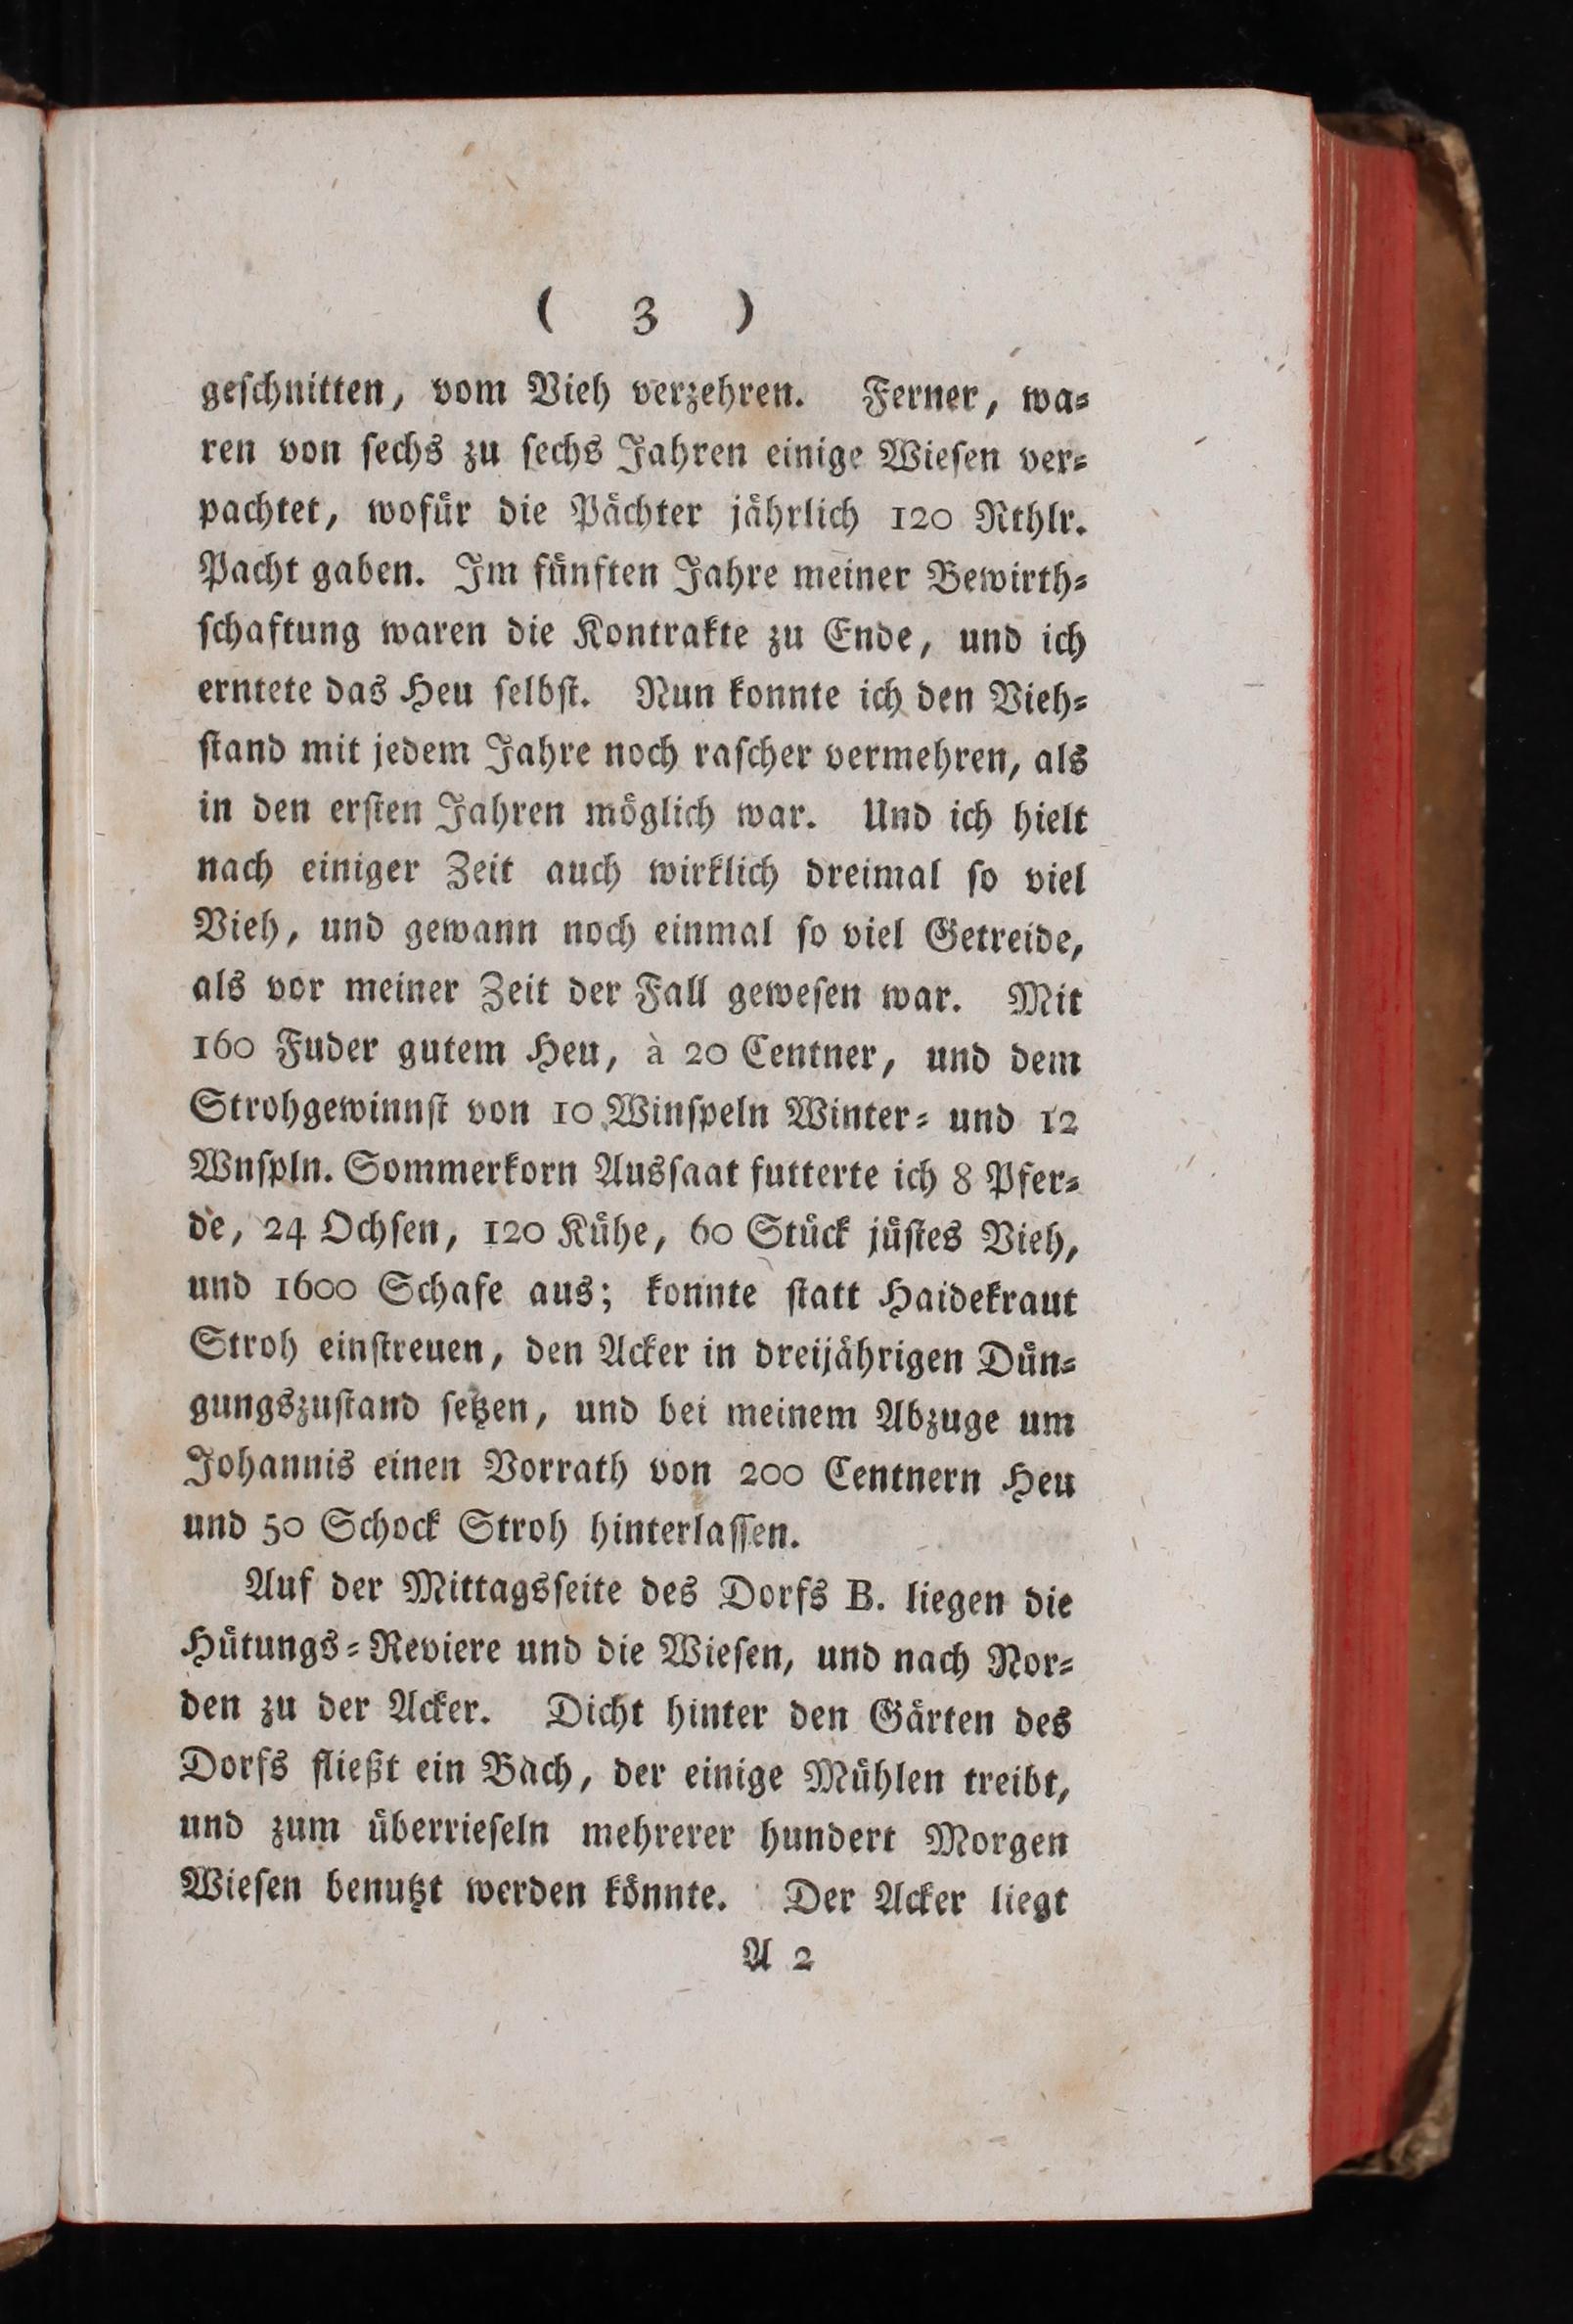 ( 3 )
geſchnitten, vom Vieh verzehren. Ferner, wa⸗
ren von ſechs zu ſechs Jahren einige Wieſen ver⸗
pachtet, wofür die Pächter jährlich 120 Rthlr.
Pacht gaben. Im fünften Jahre meiner Bewirth⸗
ſchaftung waren die Kontrakte zu Ende, und ich
erntete das Heu ſelbſt. Nun konnte ich den Vieh⸗
ſtand mit jedem Jahre noch raſcher vermehren, als
in den erſten Jahren möglich war. Und ich hielt
nach einiger Zeit auch wirklich dreimal ſo viel
Vieh, und gewann noch einmal ſo viel Getreide,
als vor meiner Zeit der Fall geweſen war. Mit
160 Fuder gutem Heu, à 20 Centner, und dem
Strohgewinnſt von 10 Winſpeln Winter⸗ und 12
Wnſpln. Sommerkorn Ausſaat futterte ich 8 Pfer⸗
de, 24 Ochſen, 120 Kühe, 60 Stück jüſtes Vieh,
und 1600 Schafe aus; konnte ſtatt Haidekraut
Stroh einſtreuen, den Acker in dreijährigen Dün⸗
gungszuſtand ſetzen, und bei meinem Abzuge um
Johannis einen Vorrath von 200 Centnern Heu
und 50 Schock Stroh hinterlaſſen.
Auf der Mittagsſeite des Dorfs B. liegen die
Hütungs⸗Reviere und die Wieſen, und nach Nor⸗
den zu der Acker. Dicht hinter den Gärten des
Dorfs fließt ein Bach, der einige Mühlen treibt,
und zum überrieſeln mehrerer hundert Morgen
Wieſen benutzt werden könnte. Der Acker liegt
A 2